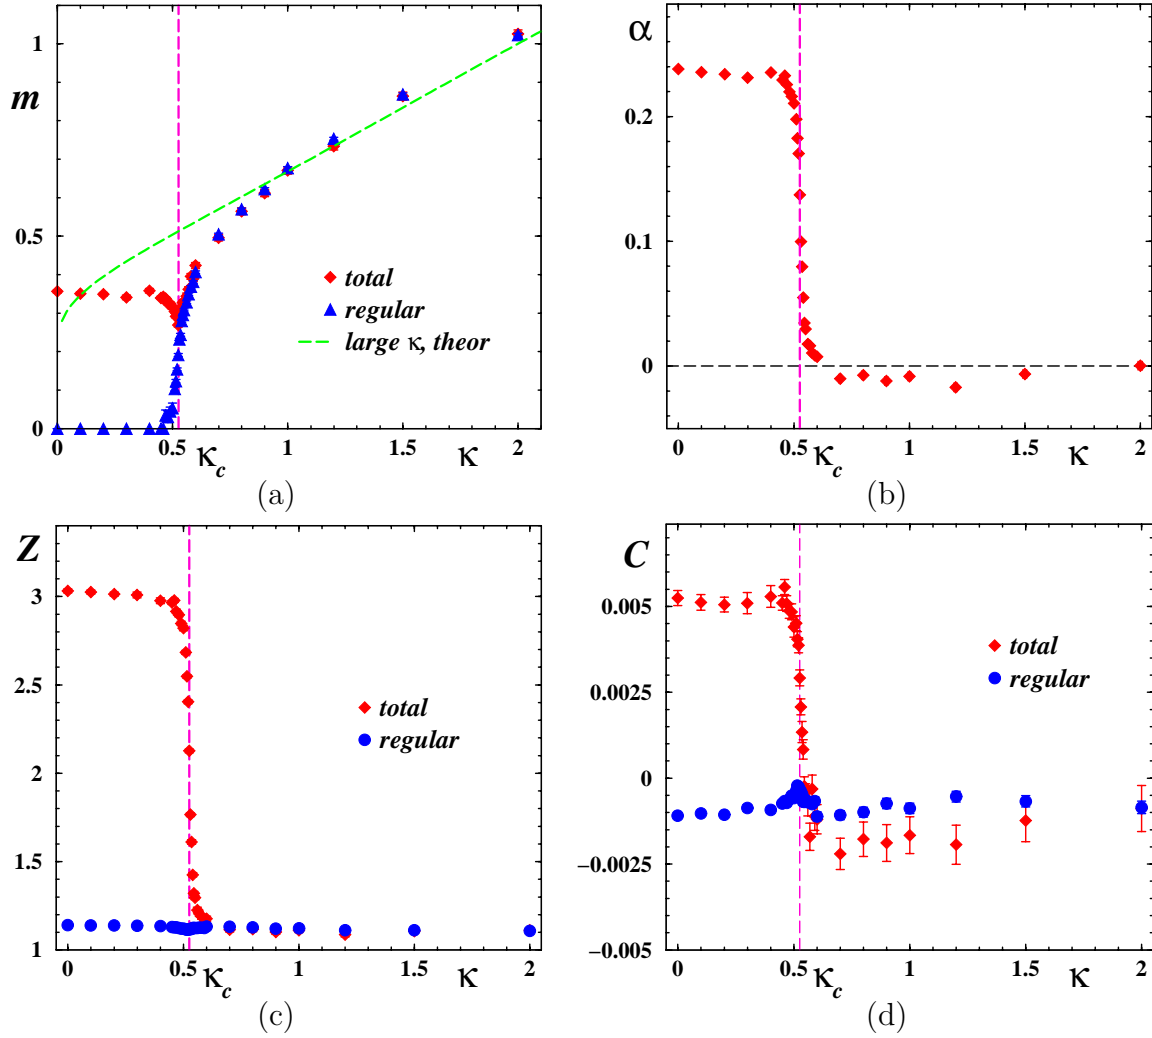 m
1
0.5
0
total
regular
large κ, theor
0 0.5 1 1.5 2
κc κ
(a)
α
0.2
0.1
0
0 0.5 1 1.5 2
κc κ
(b)
Z
3
2.5
2
1.5
1
total
regular
0 0.5 1 1.5 2
κc κ
(c)
C
0.005
0.0025
0
−0.0025
−0.005
total
regular
0 0.5 1 1.5 2
κc κ
(d)